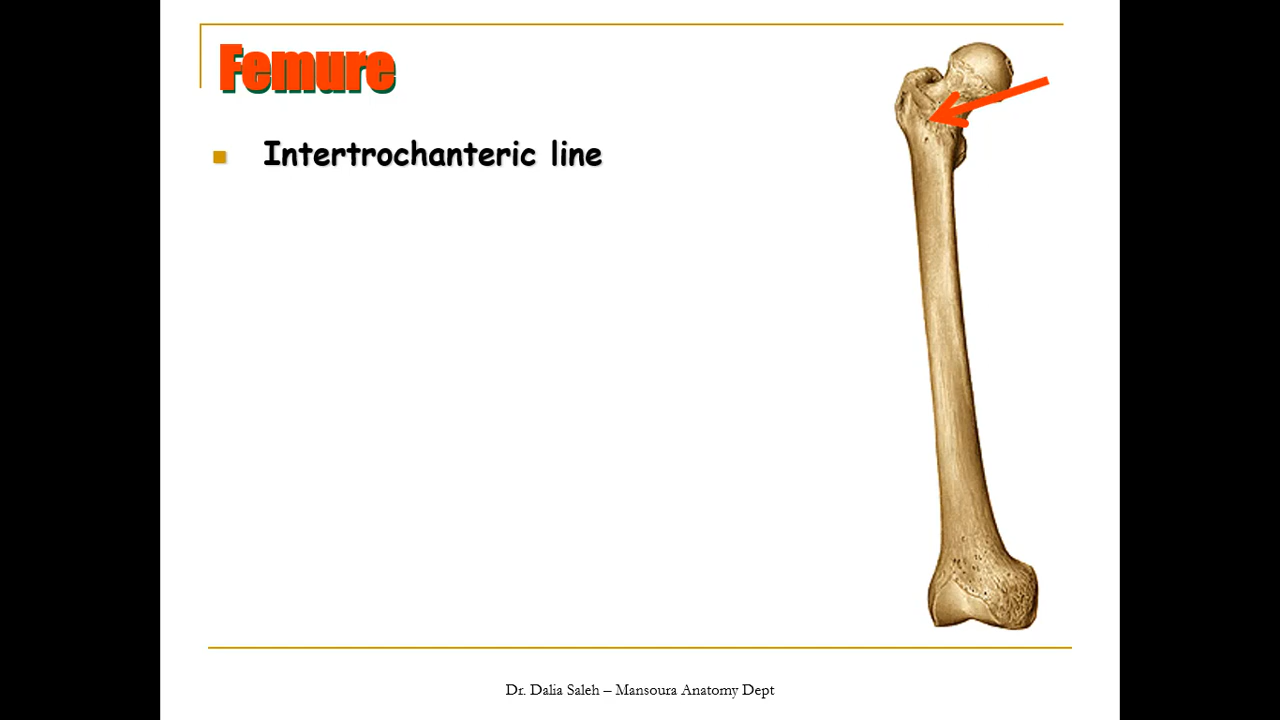 Femure
Intertrochanteric line
Dr. Dalia Saleh – Mansoura Anatomy Dept